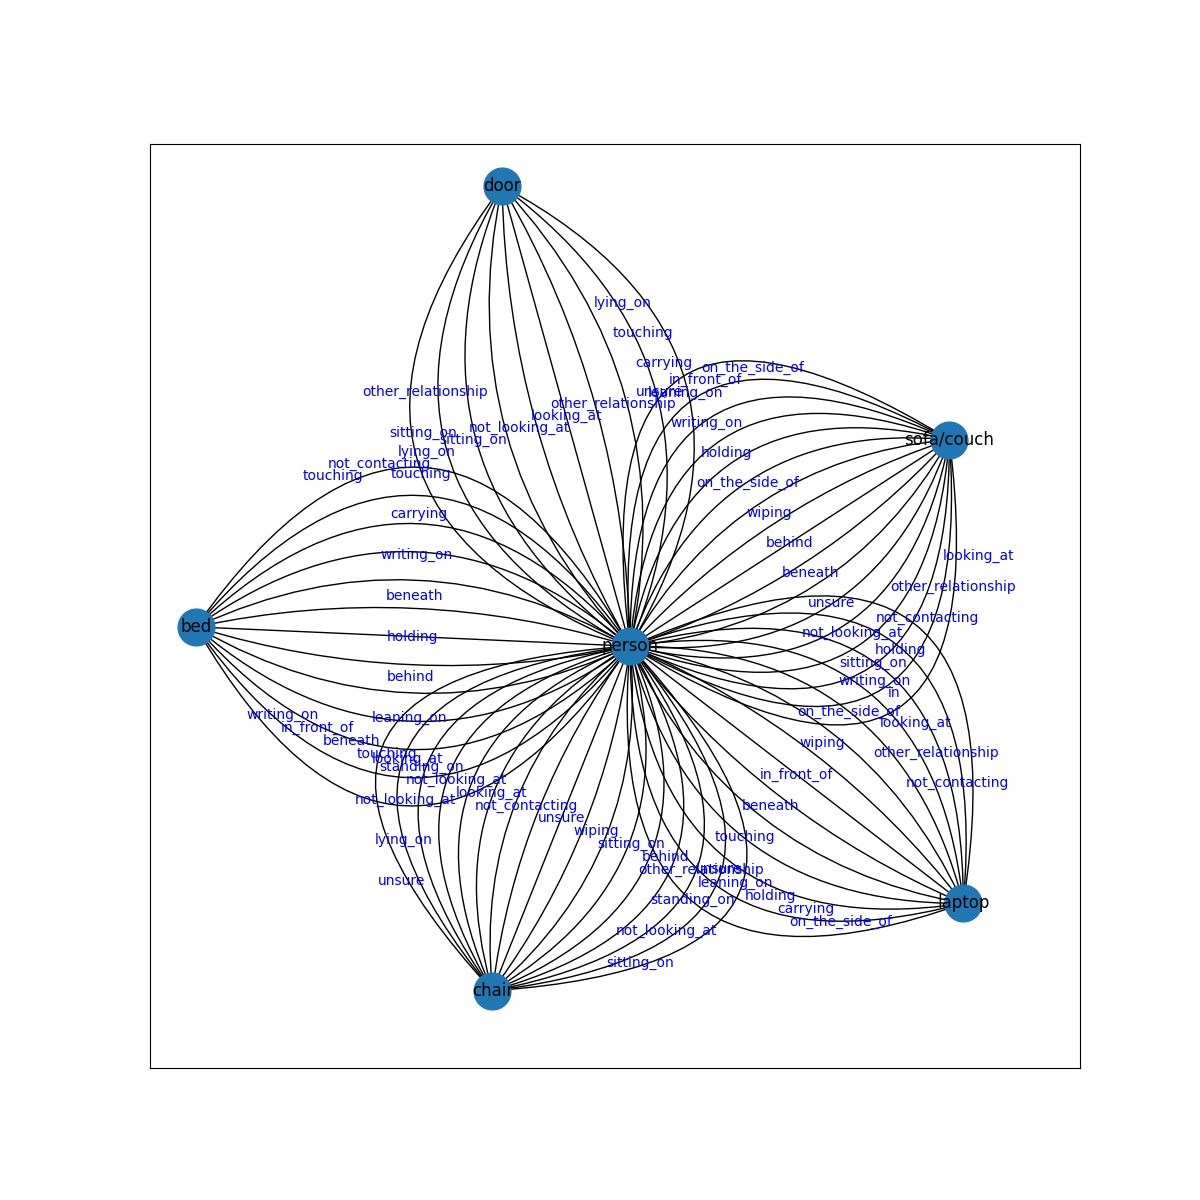 door
lying_on
touching
carrying
on_the_side_of
in_front_of
unsure
leaning_on
other_relationship
other_relationship
looking_at
writing_on
not_looking_at
sitting_on
sitting_on
sofa/couch
lying_on
holding
not_contacting
touching
touching
on_the_side_of
carrying
wiping
behind
writing_on
looking_at
beneath
other_relationship
beneath
unsure
not_contacting
bed
not_looking_at
holding
person
holding
sitting_on
behind
writing_on
in
on_the_side_of
writing_on
leaning_on
looking_at
in_front_of
beneath
wiping
touching
other_relationship
looking_at
standing_on
in_front_of
not_looking_at
not_contacting
looking_at
not_looking_at
not_contacting
beneath
unsure
wiping
touching
lying_on
sitting_on
behind
other_relationship
unsure
unsure
leaning_on
holding
standing_on
laptop
carrying
on_the_side_of
not_looking_at
sitting_on
chair